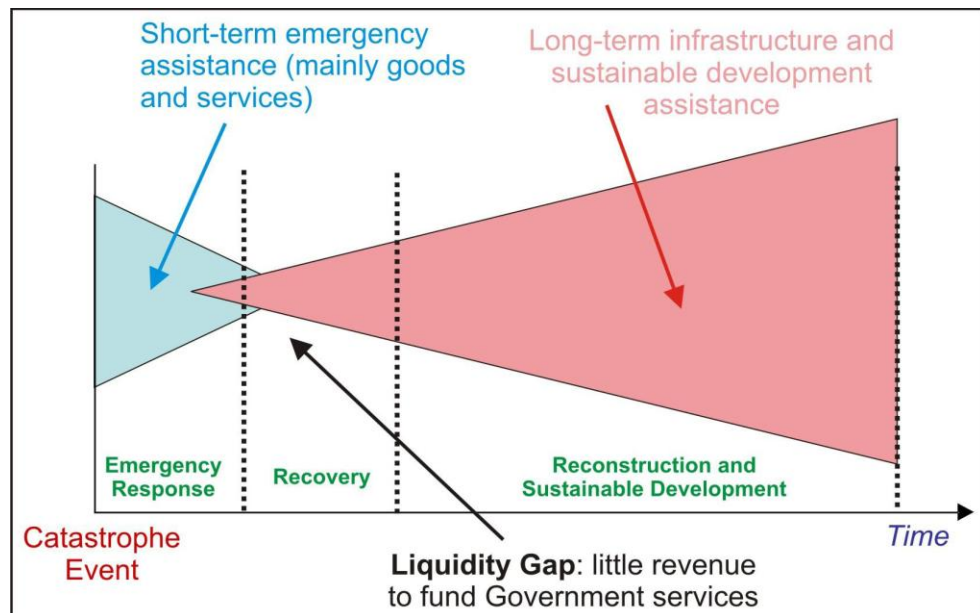 Short-term emergency
assistance (mainly goods
and services)
Long-term infrastructure and
sustainable development
assistance
Emergency
Response
Recovery
Reconstruction and
Sustainable Development
Catastrophe
Event
Time
Liquidity Gap: little revenue
to fund Government services